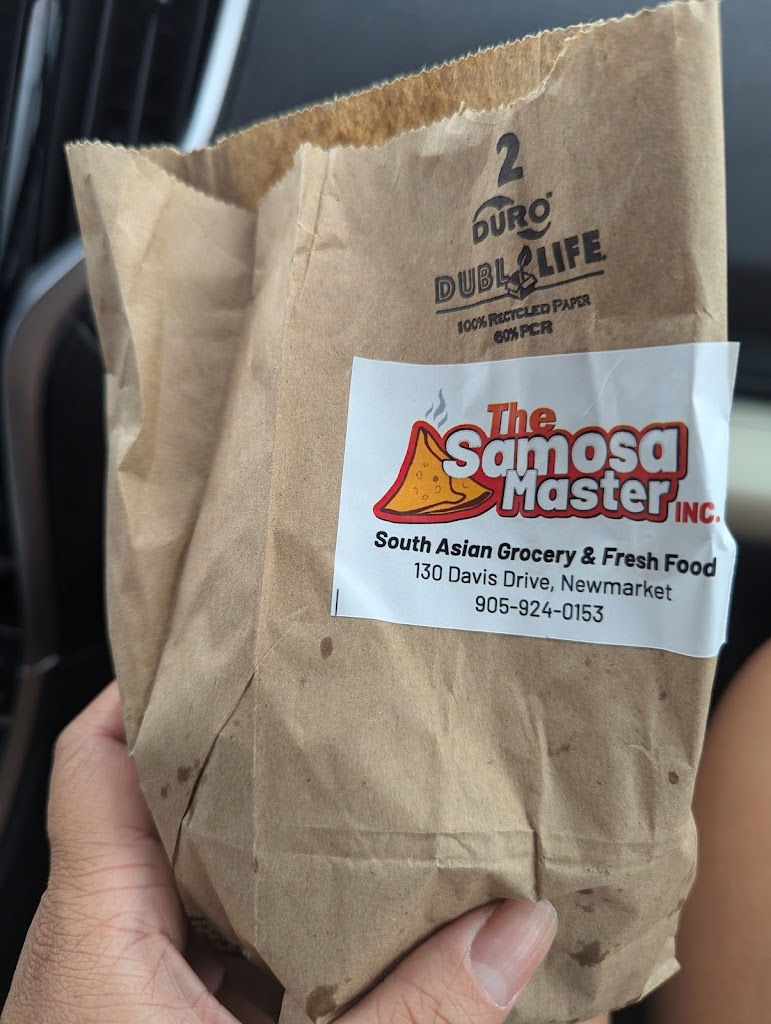 2
DURO
DUBL LIFE.
100% RECYCLED PAPER
60% PCR
The
Samosa
Master INC.
South Asian Grocery & Fresh Food
130 Davis Drive, Newmarket
905-924-0153